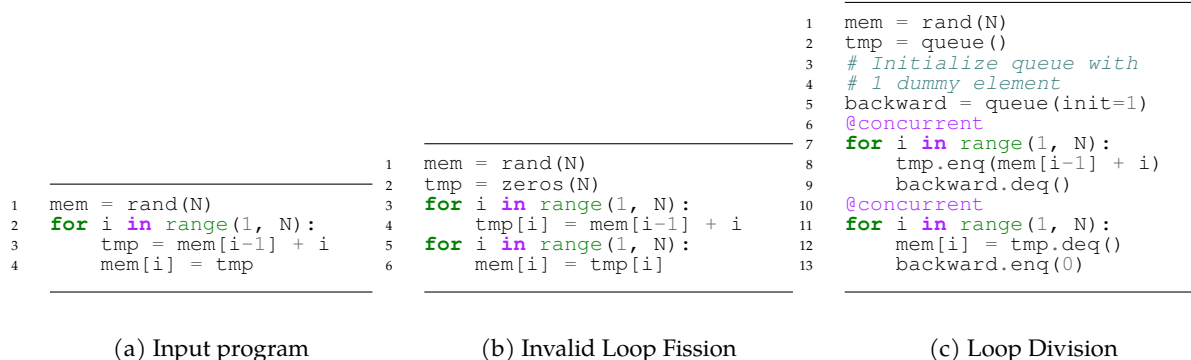 1 mem = rand(N)
2 for i in range(1, N):
3 tmp = mem[i-1] + i
4 mem[i] = tmp
(a) Input program
1 mem = rand(N)
2 tmp = zeros(N)
3 for i in range(1, N):
4 tmp[i] = mem[i-1] + i
5 for i in range(1, N):
6 mem[i] = tmp[i]
(b) Invalid Loop Fission
1 mem = rand(N)
2 tmp = queue()
3 # Initialize queue with
4 # 1 dummy element
5 backward = queue(init=1)
6 @concurrent
7 for i in range(1, N):
8 tmp.enq(mem[i-1] + i)
9 backward.deq()
10 @concurrent
11 for i in range(1, N):
12 mem[i] = tmp.deq()
13 backward.enq(0)
(c) Loop Division